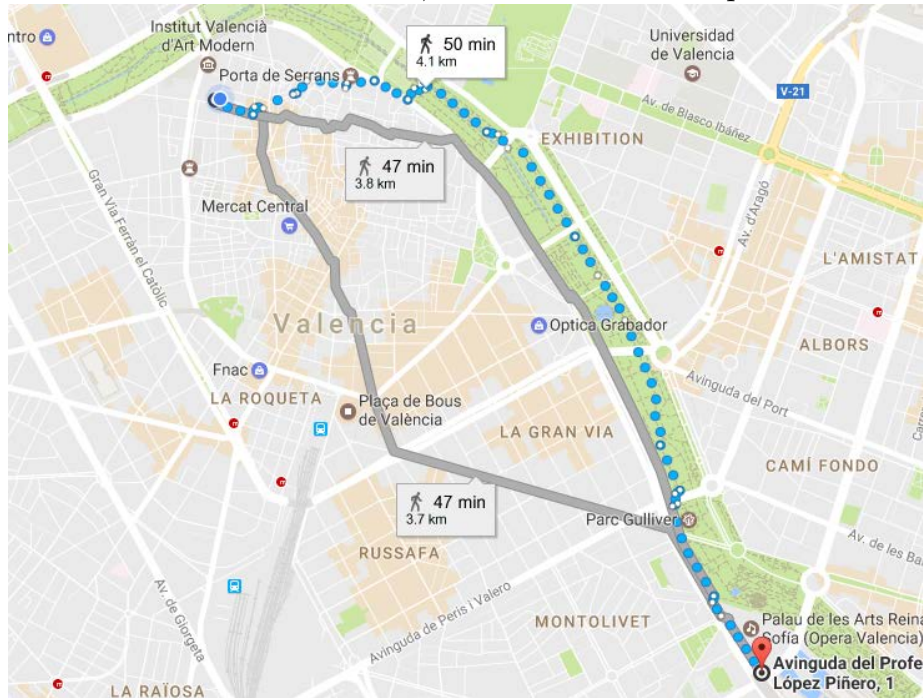 Institut Valencià
d'Art Modern
50 min
4.1 km
Universidad
de Valencia
ntro
Porta de Serrans
V-21
Av. de Blasco Ibáñez
EXHIBITION
47 min
3.8 km
Gran Vía Ferrán el Catòlic
Mercat Central
Av. d'Aragó
L'AMISTAT
Valencia
Optica Grabador
ALBORS
Fnac
Avinguda del Port
LA ROQUETA
Plaça de Bous
de València
Carre
LA GRAN VIA
CAMÍ FONDO
47 min
3.7 km
Parc Gulliver
RUSSAFA
Av. de les Ba
Av. de Giorgeta
Avinguda de Peris i Valero
MONTOLIVET
Palau de les Arts Reina
Sofía (Opera Valencia)
Avinguda del Profe
López Piñero, 1
LA RAÏOSA